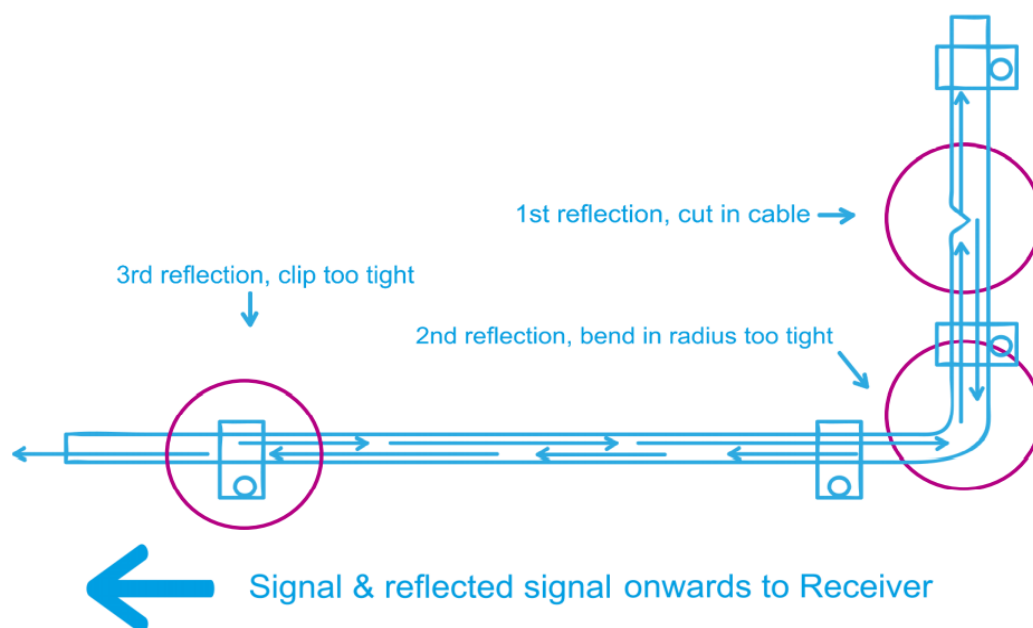 1st reflection, cut in cable
3rd reflection, clip too tight
2nd reflection, bend in radius too tight
Signal & reflected signal onwards to Receiver